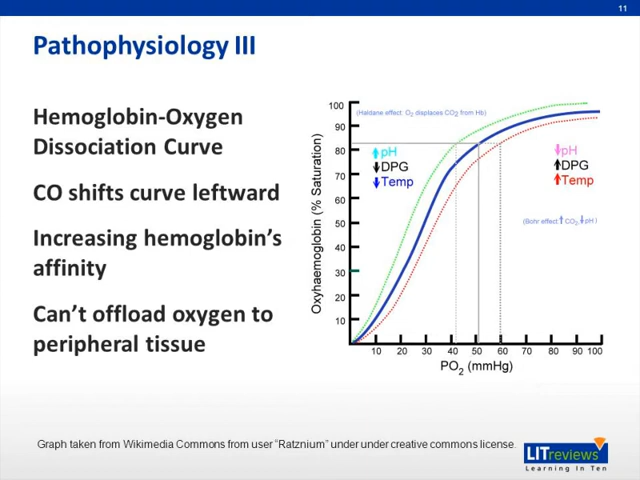 11
Pathophysiology III
Hemoglobin-Oxygen
Dissociation Curve
CO shifts curve leftward
Increasing hemoglobin's
affinity
Can't offload oxygen to
peripheral tissue
Oxyhaemoglobin (% Saturation)
100
90
80
70
60
50
40
30
20
10
(Haldane effect: O2 displaces CO2 from Hb)
⬆pH
⬇DPG
⬇Temp
⬇pH
⬆DPG
⬆Temp
(Bohr effect:⬆CO2⬇pH)
10 20 30 40 50 60 70 80 90 100
PO2 (mmHg)
Graph taken from Wikimedia Commons from user "Ratznium" under under creative commons license.
LITreviews
Learning In Ten